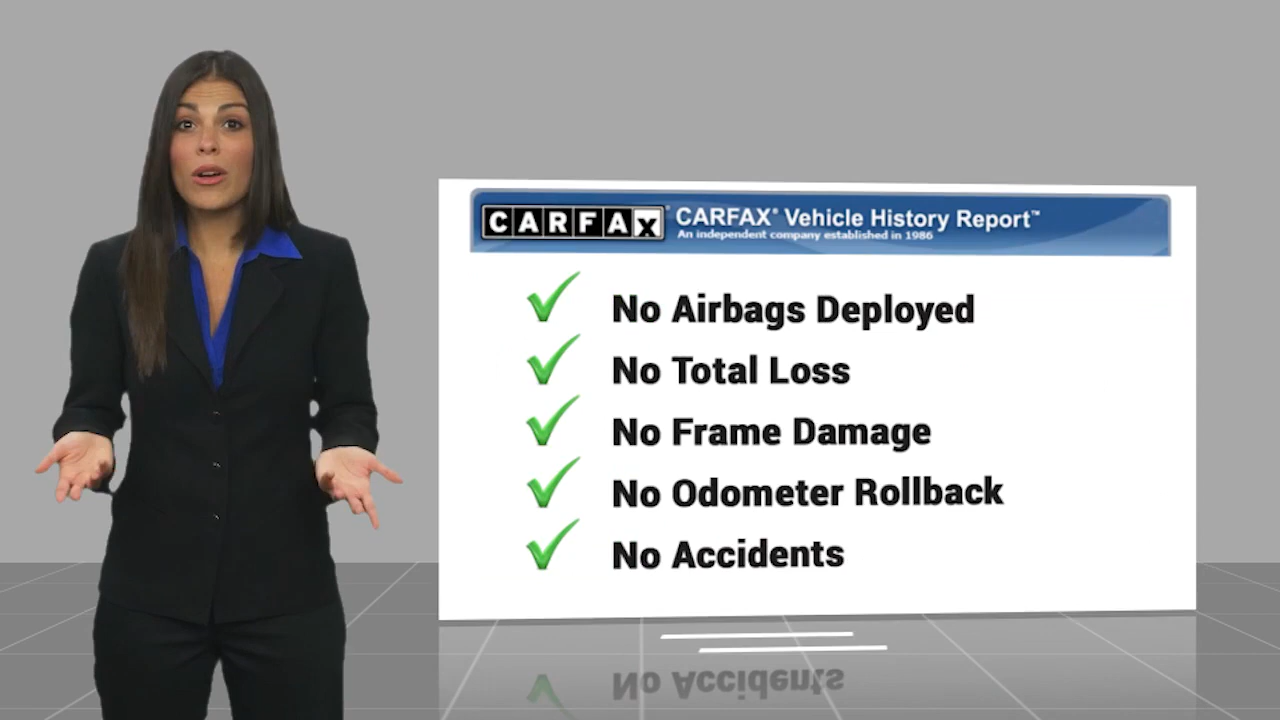 CARFAX® CARFAX® Vehicle History Report™
An independent company established in 1986
No Airbags Deployed
No Total Loss
No Frame Damage
No Odometer Rollback
No Accidents
No Accidents